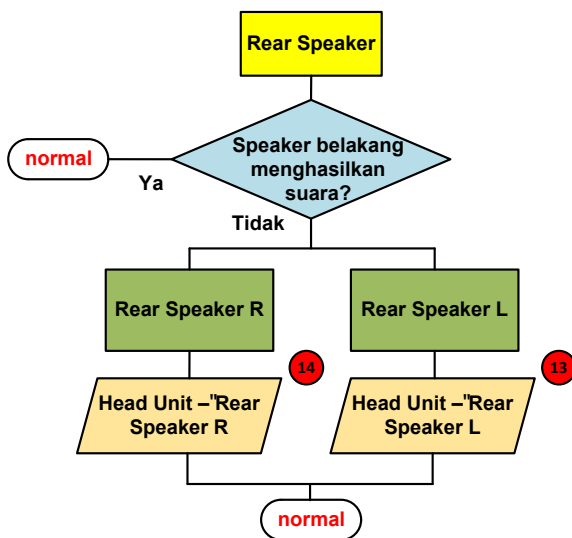 Rear Speaker
Speaker belakang
menghasilkan
suara?
normal
Ya
Tidak
Rear Speaker R
Rear Speaker L
14
13
Head Unit –"Rear
Speaker R
Head Unit –"Rear
Speaker L
normal